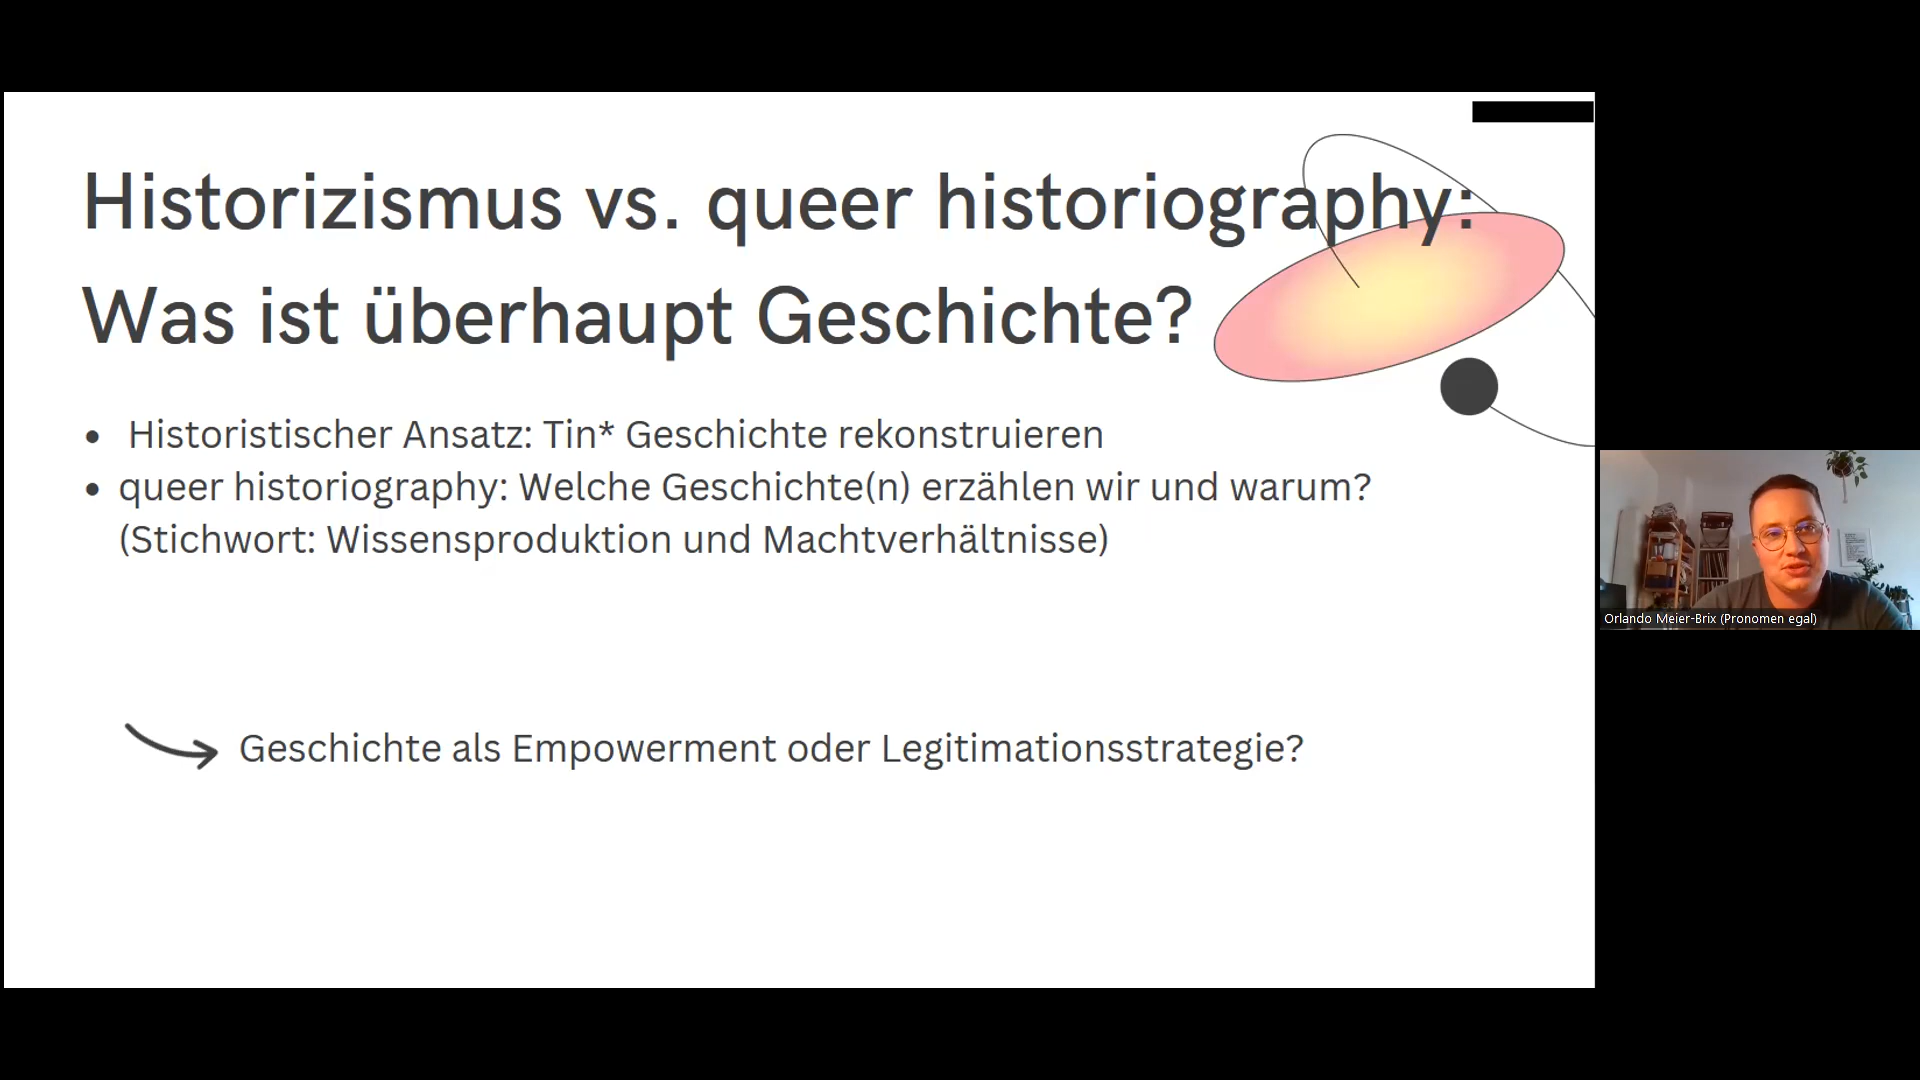 Historizismus vs. queer historiography:
Was ist überhaupt Geschichte?
• Historistischer Ansatz: Tin* Geschichte rekonstruieren
• queer historiography: Welche Geschichte(n) erzählen wir und warum?
(Stichwort: Wissensproduktion und Machtverhältnisse)
Geschichte als Empowerment oder Legitimationsstrategie?
Orlando Meier-Brix (Pronomen egal)